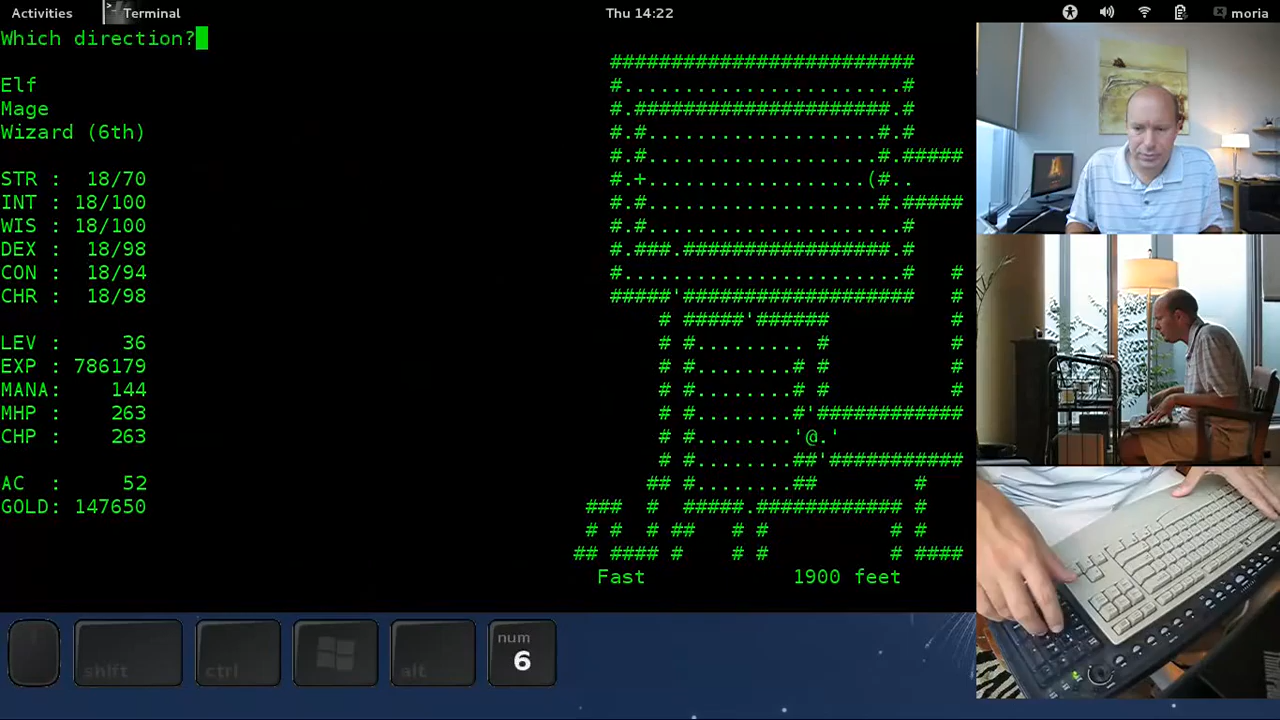 Activities Terminal Thu 14:22 moria
Which direction?
Elf
Mage
Wizard (6th)
STR : 18/70
INT : 18/100
WIS : 18/100
DEX : 18/98
CON : 18/94
CHR : 18/98
LEV : 36
EXP : 786179
MANA: 144
MHP : 263
CHP : 263
AC : 52
GOLD: 147650
########################
#......................#
#.#####################.#
#.#...................#.#
#.#...................#.#####
#.+..................(#..
#.#...................#.#####
#.#...................#.#
#.###.#################.#
#......................# #
#####'################### #
# #####'###### #
# #......... # #
# #........# # #
# #........# # #
# #........#'############
# #........'@.'
# #........##'###########
## #........## #
### # #####.############ #
# # # ## # # # #
## #### # # # # ####
Fast 1900 feet
shift ctrl alt num
6